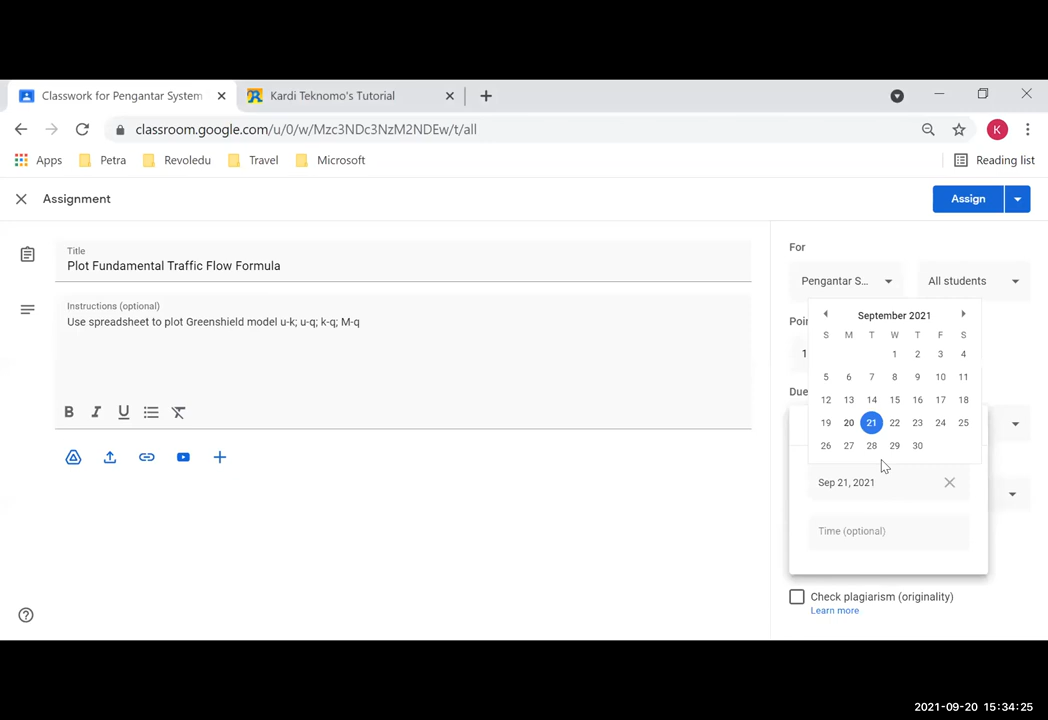 Classwork for Pengantar System
Kardi Teknomo's Tutorial
classroom.google.com/u/0/w/Mzc3NDc3NzM2NDEw/t/all
K
Apps Petra Revoledu Travel Microsoft Reading list
Assignment
Assign
Title
Plot Fundamental Traffic Flow Formula
Instructions (optional)
Use spreadsheet to plot Greenshield model u-k; u-q; k-q; M-q
B I U
For
Pengantar S... All students
Poin
1
Due
September 2021
S M T W T F S
1 2 3 4
5 6 7 8 9 10 11
12 13 14 15 16 17 18
19 20 21 22 23 24 25
26 27 28 29 30
Sep 21, 2021
Time (optional)
Check plagiarism (originality)
Learn more
2021-09-20 15:34:25